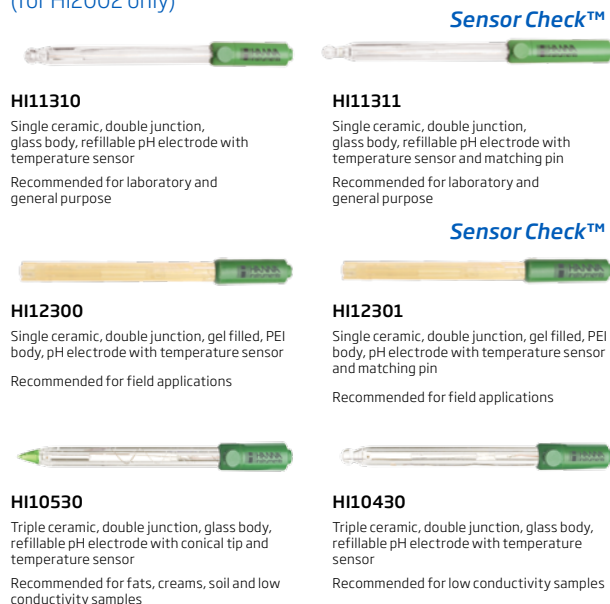 (for HI2002 only)
Sensor Check™
HI11310
Single ceramic, double junction,
glass body, refillable pH electrode with
temperature sensor
Recommended for laboratory and
general purpose
HI11311
Single ceramic, double junction,
glass body, refillable pH electrode with
temperature sensor and matching pin
Recommended for laboratory and
general purpose
Sensor Check™
HI12300
Single ceramic, double junction, gel filled, PEI
body, pH electrode with temperature sensor
Recommended for field applications
HI12301
Single ceramic, double junction, gel filled, PEI
body, pH electrode with temperature sensor
and matching pin
Recommended for field applications
HI10530
Triple ceramic, double junction, glass body,
refillable pH electrode with conical tip and
temperature sensor
Recommended for fats, creams, soil and low
conductivity samples
HI10430
Triple ceramic, double junction, glass body,
refillable pH electrode with temperature
sensor
Recommended for low conductivity samples